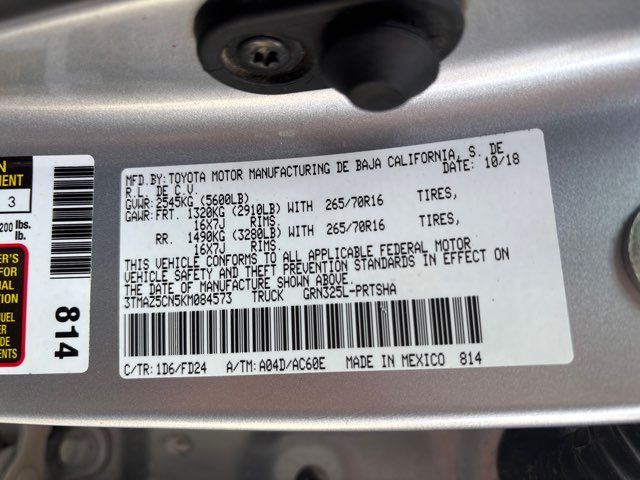 MFD.BY: TOYOTA MOTOR MANUFACTURING DE BAJA CALIFORNIA, S. DE
R.L. DE C.V. DATE: 10/18
GVWR: 2545KG (5600LB)
GAWR: FRT. 1320KG (2910LB) WITH 265/70R16 TIRES,
16X7J RIMS.
RR. 1490KG (3280LB) WITH 265/70R16 TIRES,
16X7J RIMS.
THIS VEHICLE CONFORMS TO ALL APPLICABLE FEDERAL MOTOR
VEHICLE SAFETY AND THEFT PREVENTION STANDARDS IN EFFECT ON
THE DATE OF MANUFACTURE SHOWN ABOVE.
3TMAZ5CN5KM084573 TRUCK GRN325L-PRTSHA
C/TR: 1D6/FD24 A/TM: A04D/AC60E MADE IN MEXICO 814
3
200 lbs.
lb.
814